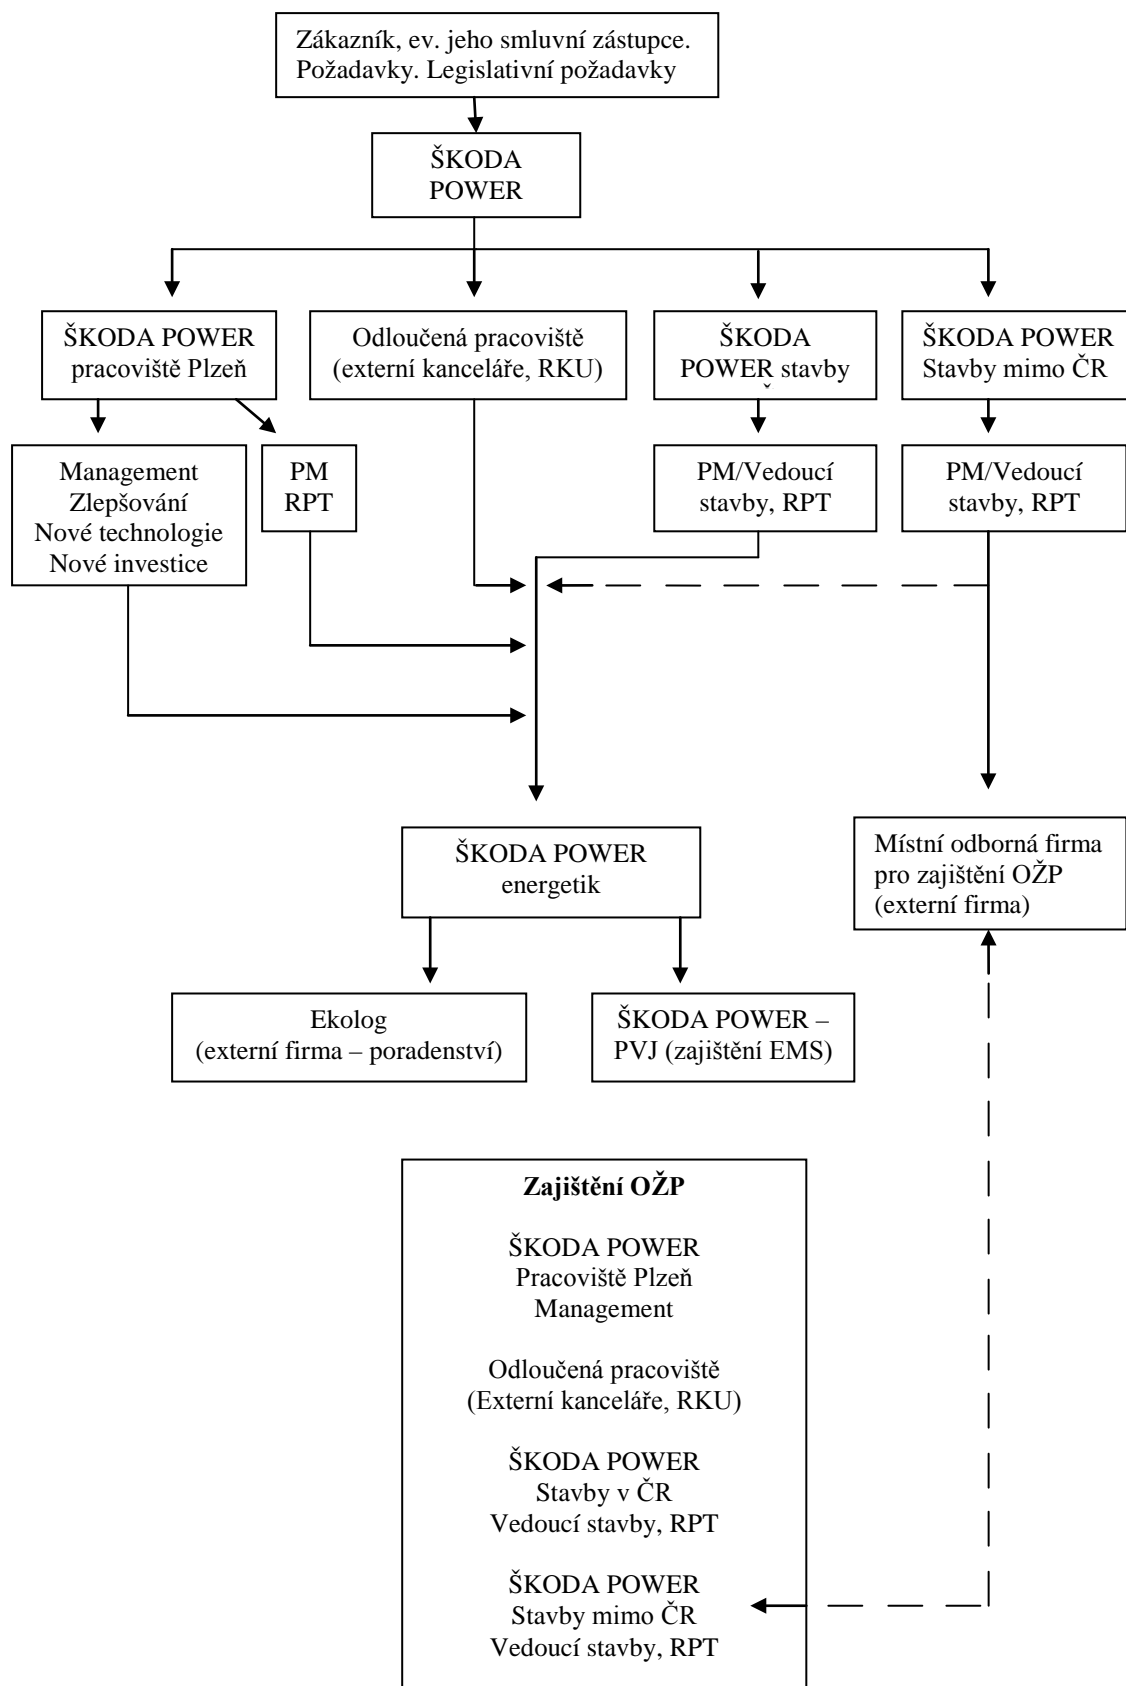 Zákazník, ev. jeho smluvní zástupce.
Požadavky. Legislativní požadavky
ŠKODA
POWER
ŠKODA POWER
pracoviště Plzeň
Odloučená pracoviště
(externí kanceláře, RKU)
ŠKODA
POWER stavby
ŠKODA POWER
Stavby mimo ČR
Management
Zlepšování
Nové technologie
Nové investice
PM
RPT
PM/Vedoucí
stavby, RPT
PM/Vedoucí
stavby, RPT
ŠKODA POWER
energetik
Místní odborná firma
pro zajištění OŽP
(externí firma)
Ekolog
(externí firma – poradenství)
ŠKODA POWER –
PVJ (zajištění EMS)
Zajištění OŽP
ŠKODA POWER
Pracoviště Plzeň
Management
Odloučená pracoviště
(Externí kanceláře, RKU)
ŠKODA POWER
Stavby v ČR
Vedoucí stavby, RPT
ŠKODA POWER
Stavby mimo ČR
Vedoucí stavby, RPT